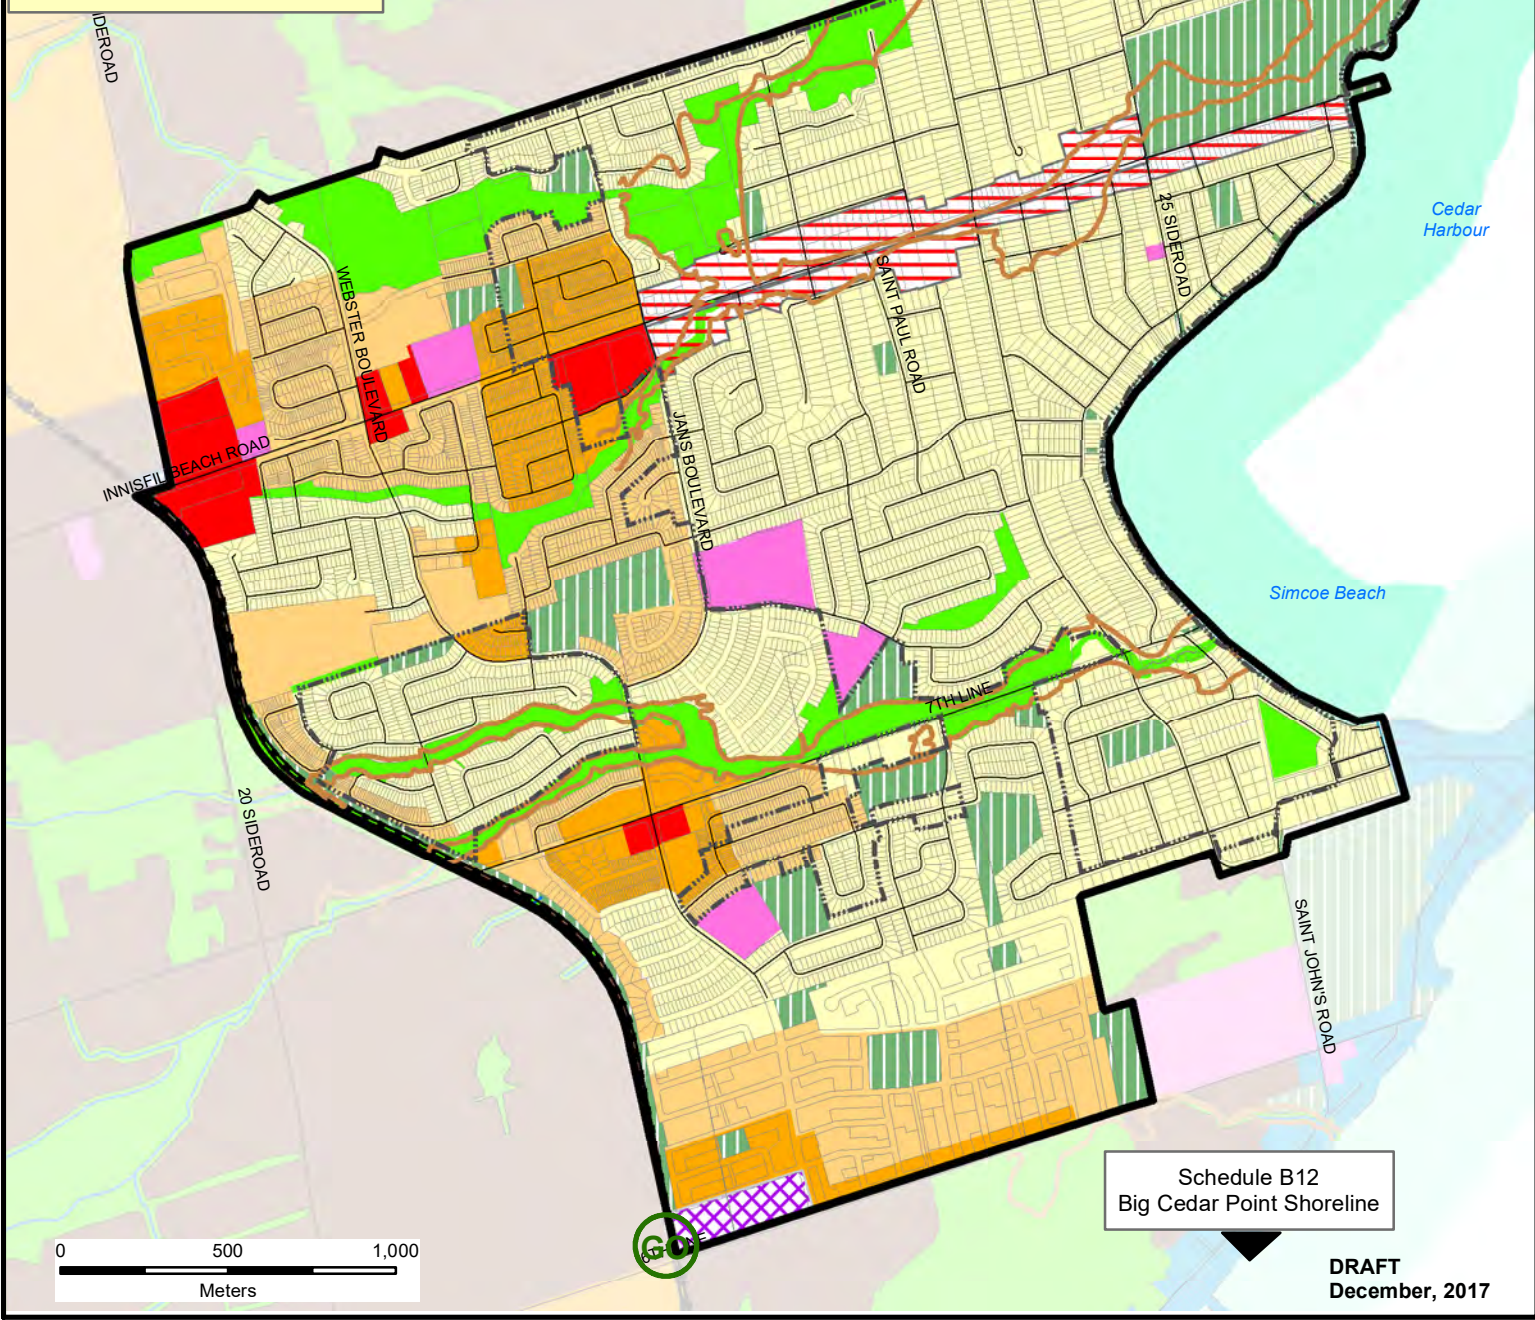 IDEROAD
Cedar
Harbour
25 SIDEROAD
WEBSTER BOULEVARD
SAINT PAUL ROAD
JANS BOULEVARD
INNISFIL BEACH ROAD
Simcoe Beach
7TH LINE
20 SIDEROAD
SAINT JOHN'S ROAD
Schedule B12
Big Cedar Point Shoreline
GO
0 500 1,000
Meters
DRAFT
December, 2017